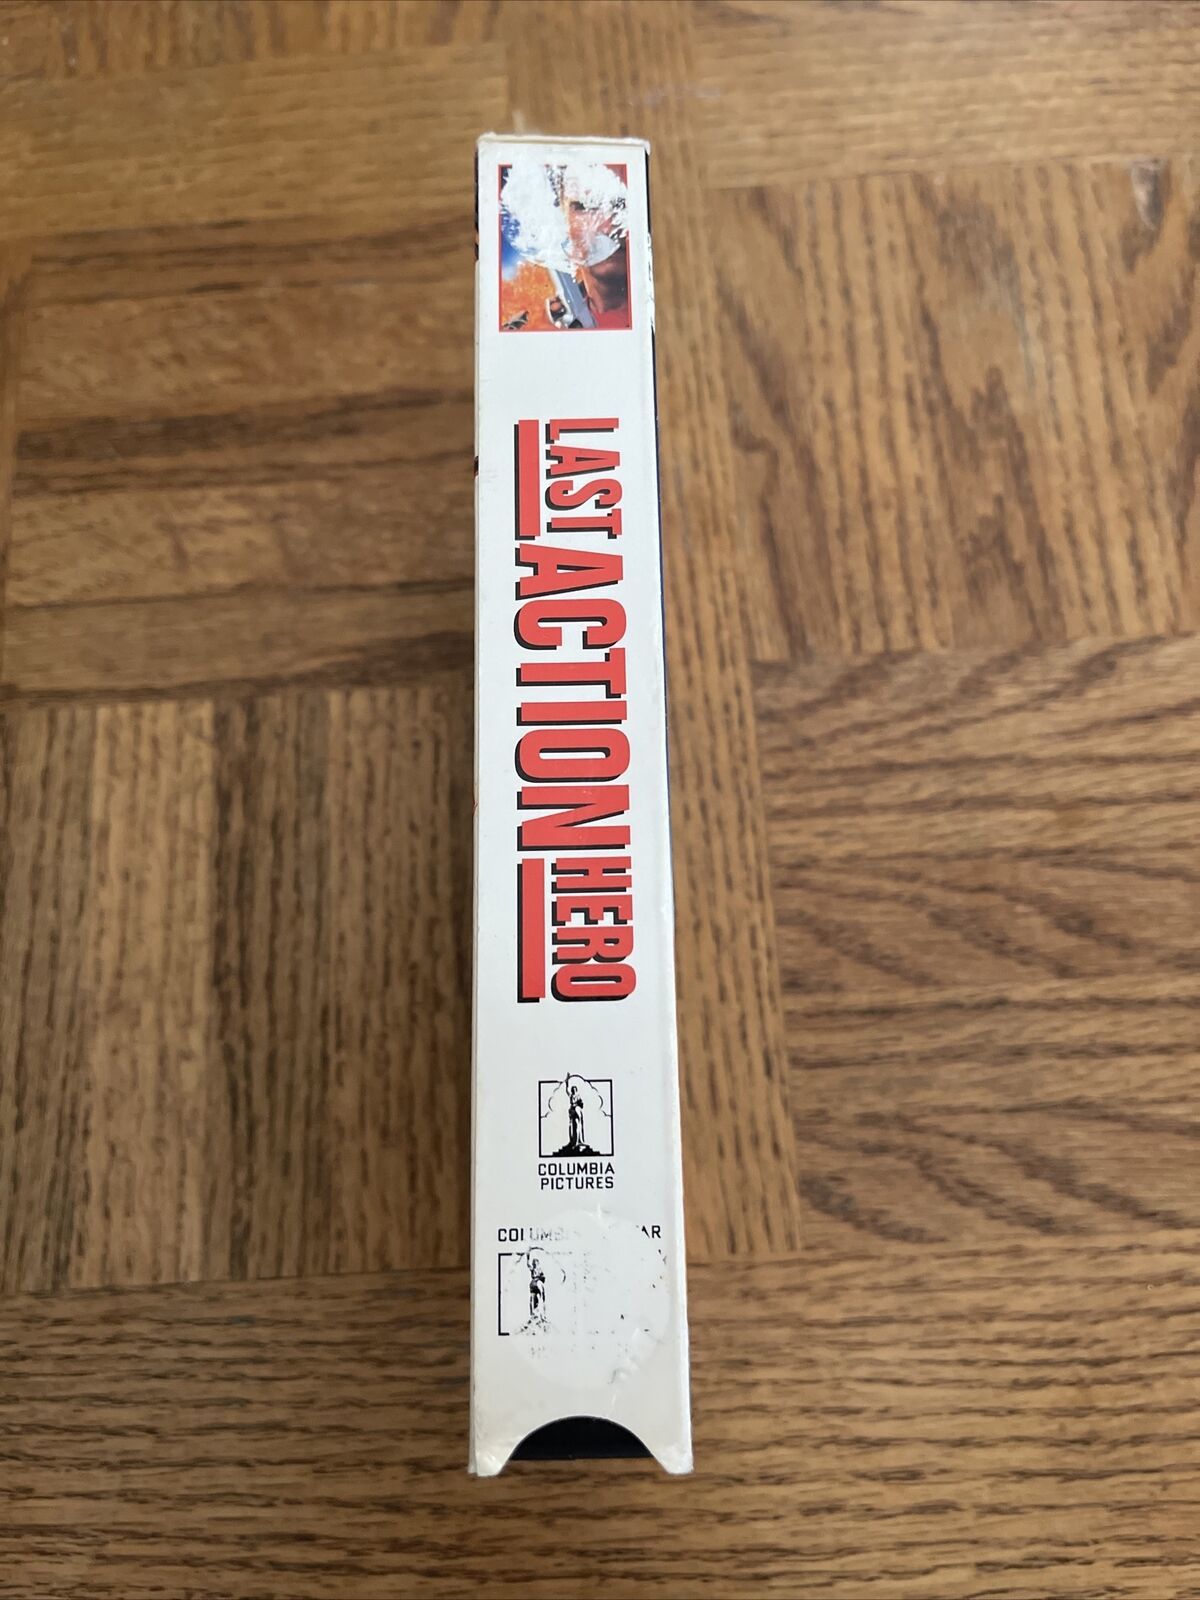 LAST ACTION HERO
COLUMBIA
PICTURES